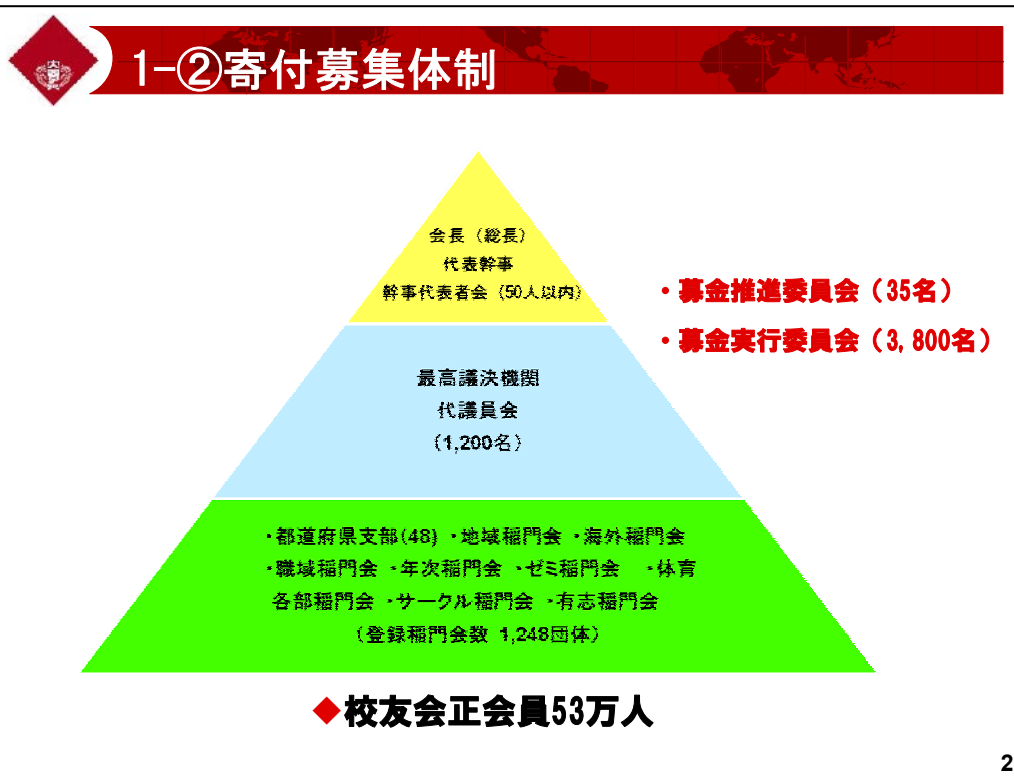 1-②寄付募集体制
会長（総長）
代表幹事
幹事代表者会（50人以内）
・募金推進委員会（35名）
・募金実行委員会（3,800名）
最高議決機関
代議員会
（1,200名）
・都道府県支部(48) ・地域稲門会 ・海外稲門会
・職域稲門会 ・年次稲門会 ・ゼミ稲門会 ・体育
各部稲門会 ・サークル稲門会 ・有志稲門会
（登録稲門会数 1,248団体）
◆校友会正会員53万人
2